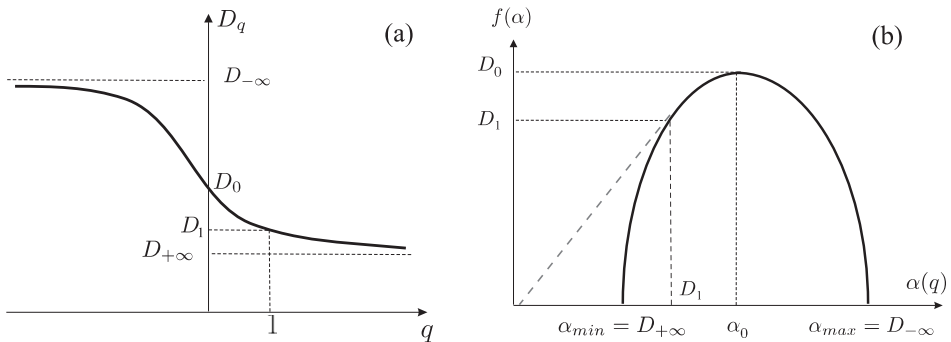 D_q
(a)
D_{-∞}
D_0
D_1
D_{+∞}
1
q
f(α)
(b)
D_0
D_1
D_1
α(q)
α_{min} = D_{+∞}
α_0
α_{max} = D_{-∞}